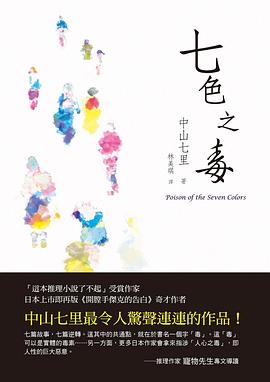 七色之毒
中山七里 著
林美琪 譯
Poison of the Seven Colors
「這本推理小說了不起」受賞作家
日本上市即再版《開膛手傑克的告白》奇才作者
中山七里最令人驚聲連連的作品！
七篇故事，七篇逆轉。這其中的共通點，就在於書名一個字「毒」。這「毒」
可以是實體的毒素……另一方面，更多日本作家會拿來指涉「人心之毒」，即
人性的巨大惡意。
——推理作家 寵物先生專文導讀